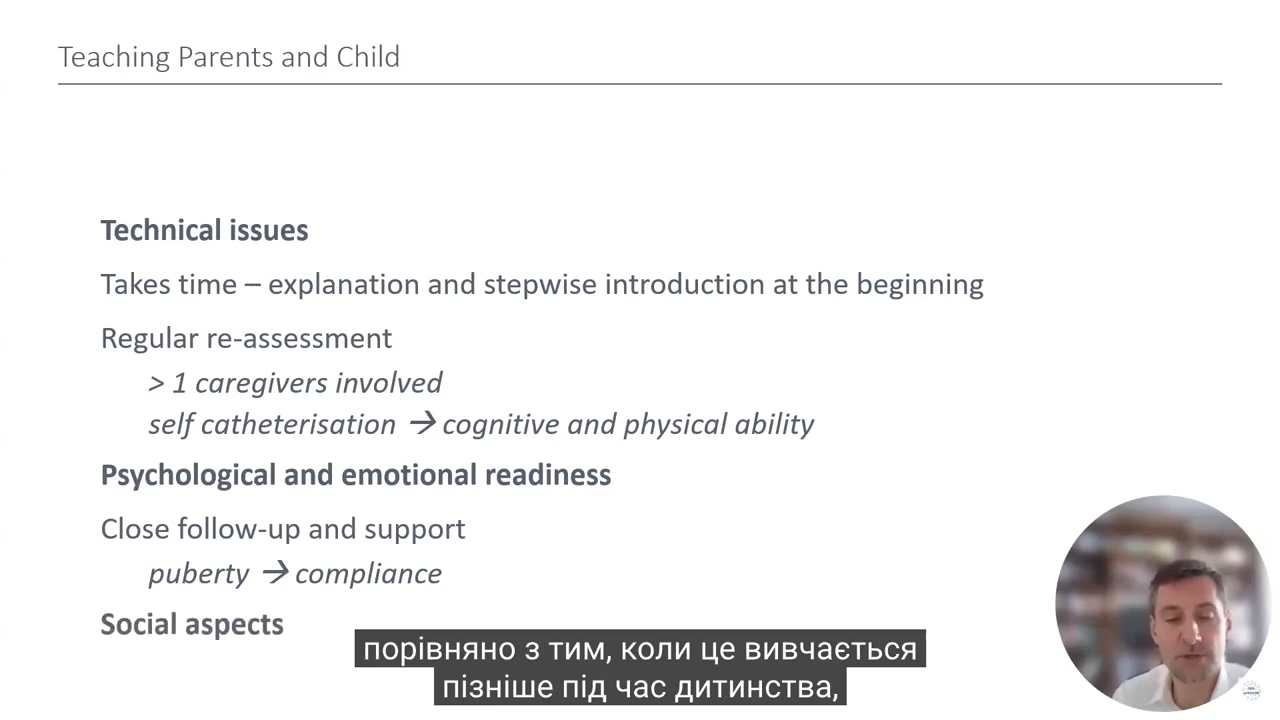 Teaching Parents and Child
Technical issues
Takes time – explanation and stepwise introduction at the beginning
Regular re-assessment
> 1 caregivers involved
self catheterisation → cognitive and physical ability
Psychological and emotional readiness
Close follow-up and support
puberty → compliance
Social aspects
порівняно з тим, коли це вивчається
пізніше під час дитинства,